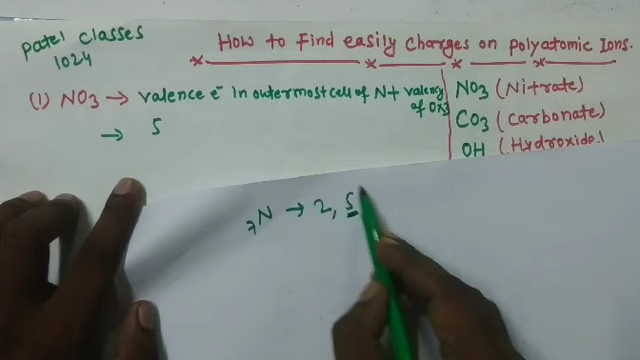 Patel Classes
1024
How to Find easily Charges on Polyatomic Ions.
(1) NO3 → valence e⁻ in outermost cell of N + valency of O×3
→ 5
NO3 (Nitrate)
CO3 (Carbonate)
OH (Hydroxide)
₇N → 2, 5